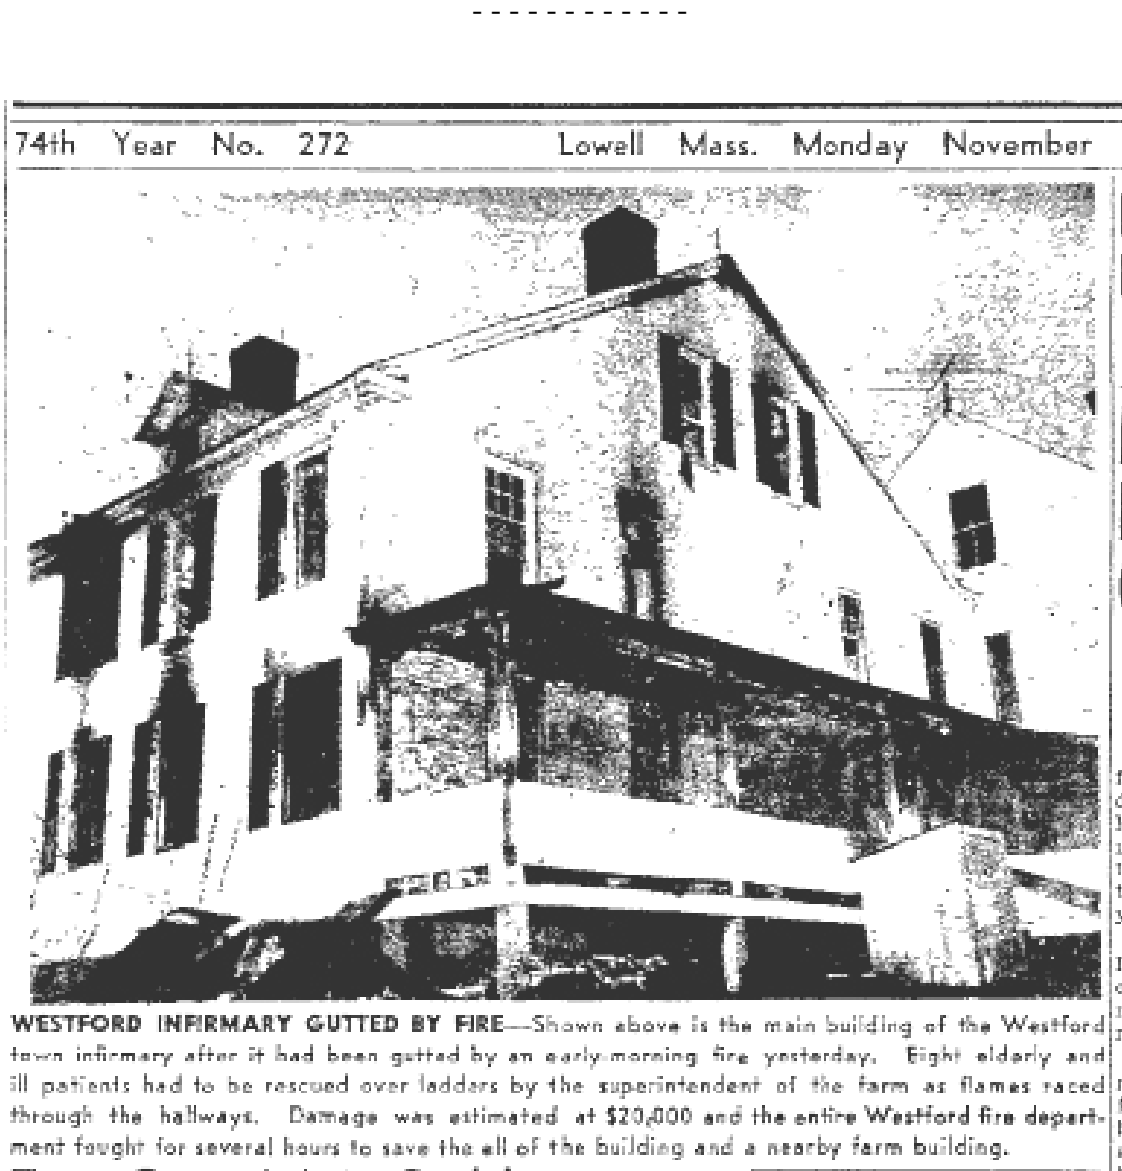 - - - - - - - - - - - -
74th Year No. 272 Lowell Mass. Monday November
WESTFORD INFIRMARY GUTTED BY FIRE—Shown above is the main building of the Westford
town infirmary after it had been gutted by an early-morning fire yesterday. Eight elderly and
ill patients had to be rescued over ladders by the superintendent of the farm as flames raced
through the hallways. Damage was estimated at $20,000 and the entire Westford fire depart-
ment fought for several hours to save the ell of the building and a nearby farm building.